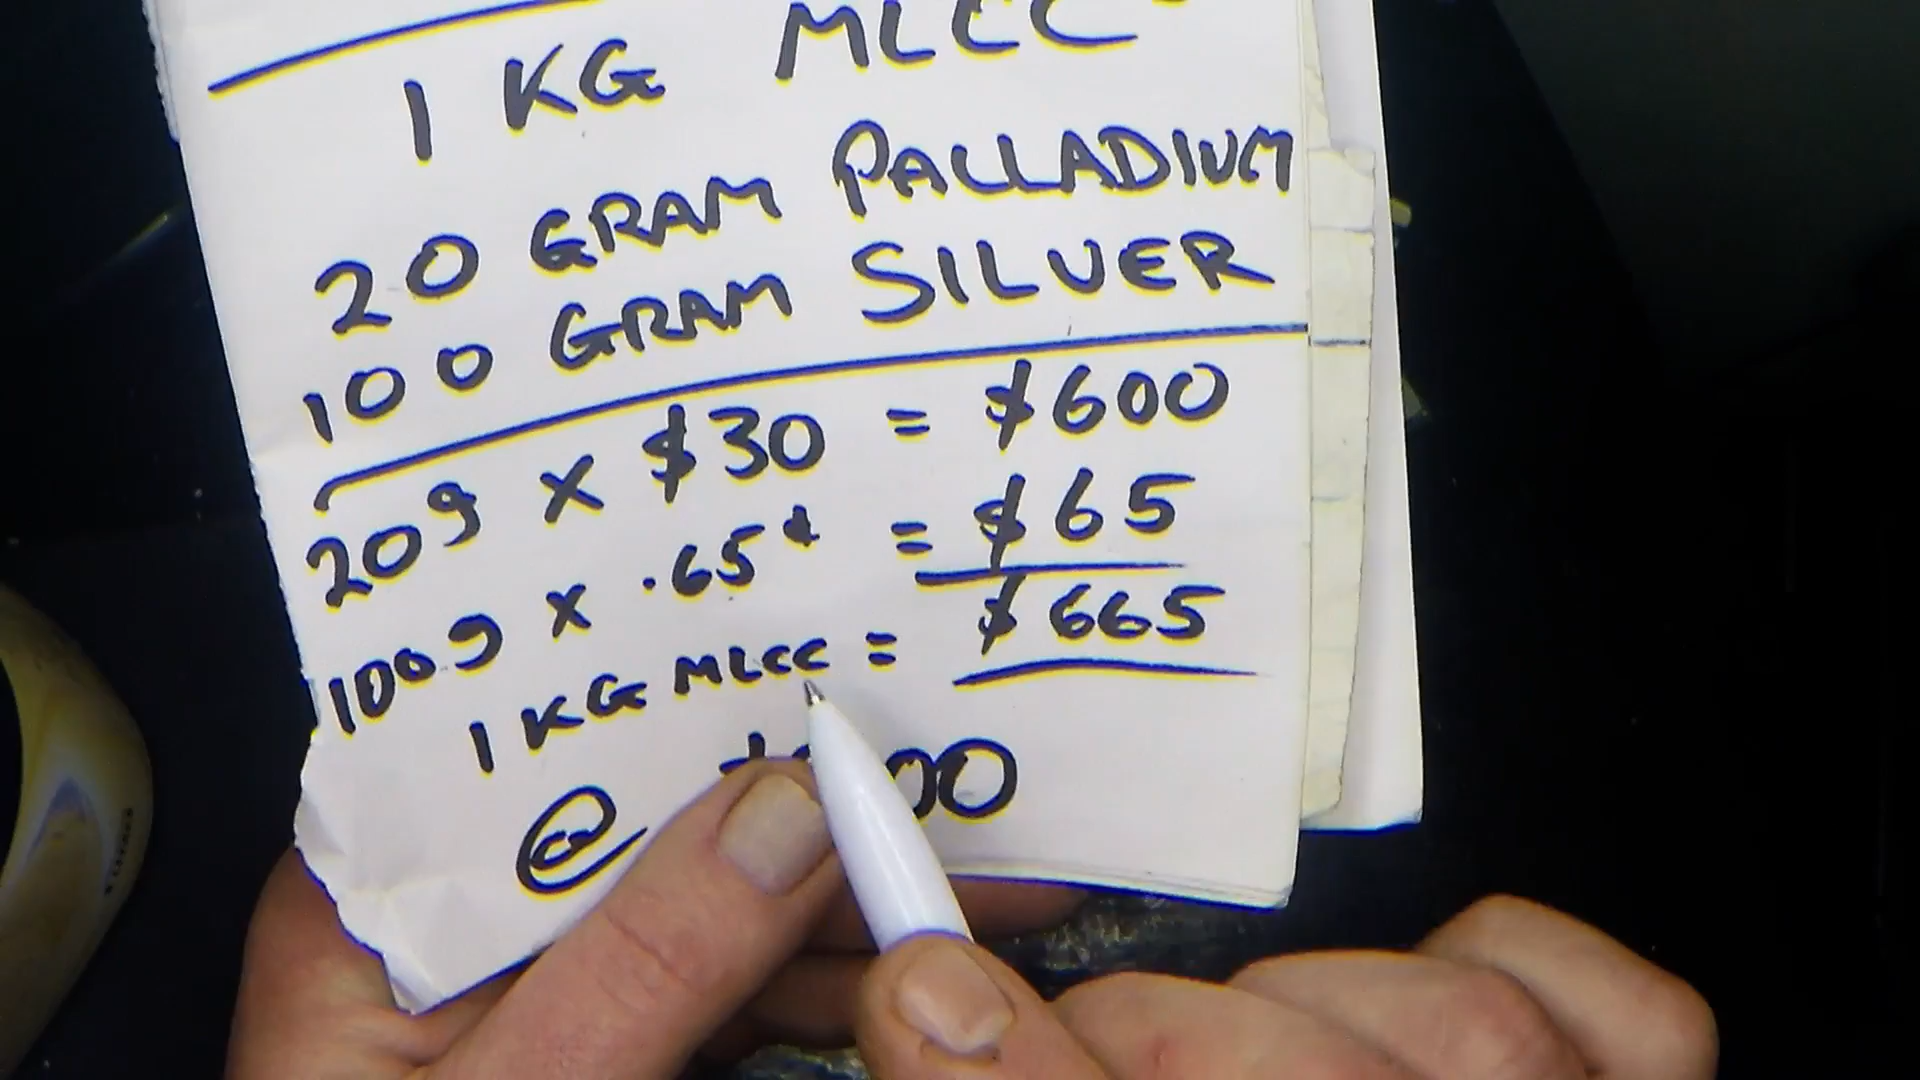 1 KG MLCC
20 GRAM PALLADIUM
100 GRAM SILVER
20g x $30 = $600
100g x .65¢ = $65
1 KG MLCC = $665
@